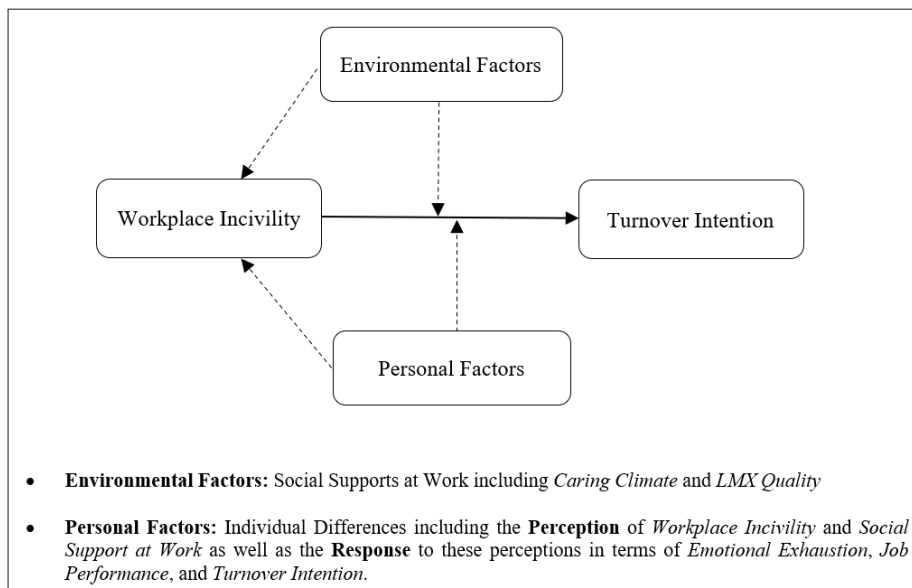 Environmental Factors
Workplace Incivility
Turnover Intention
Personal Factors
• Environmental Factors: Social Supports at Work including Caring Climate and LMX Quality
• Personal Factors: Individual Differences including the Perception of Workplace Incivility and Social
Support at Work as well as the Response to these perceptions in terms of Emotional Exhaustion, Job
Performance, and Turnover Intention.